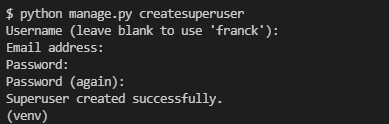 $ python manage.py createsuperuser
Username (leave blank to use 'franck'):
Email address:
Password:
Password (again):
Superuser created successfully.
(venv)